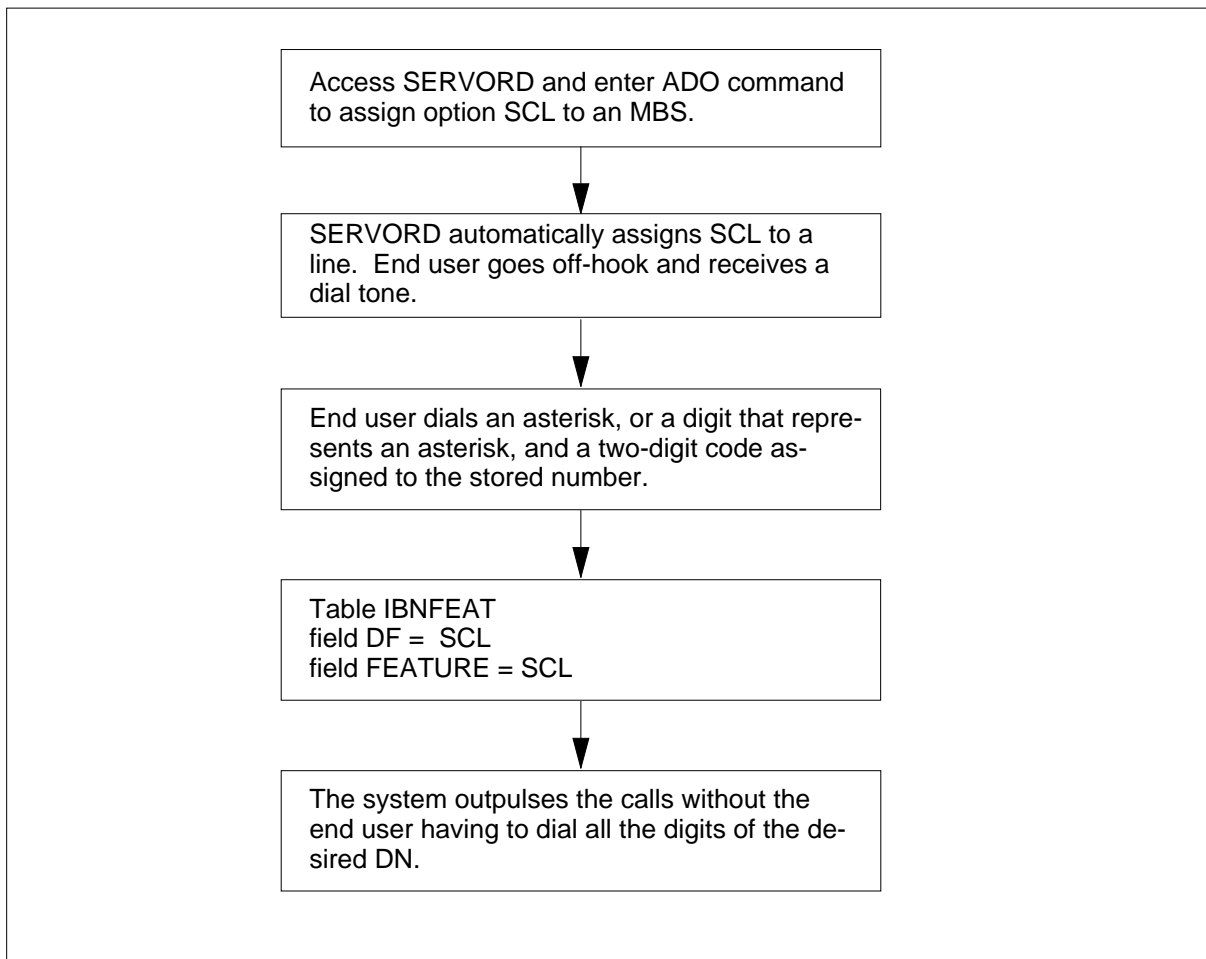 Access SERVORD and enter ADO command
to assign option SCL to an MBS.
SERVORD automatically assigns SCL to a
line.  End user goes off-hook and receives a
dial tone.
End user dials an asterisk, or a digit that repre-
sents an asterisk, and a two-digit code as-
signed to the stored number.
Table IBNFEAT
field DF =  SCL
field FEATURE = SCL
The system outpulses the calls without the
end user having to dial all the digits of the de-
sired DN.